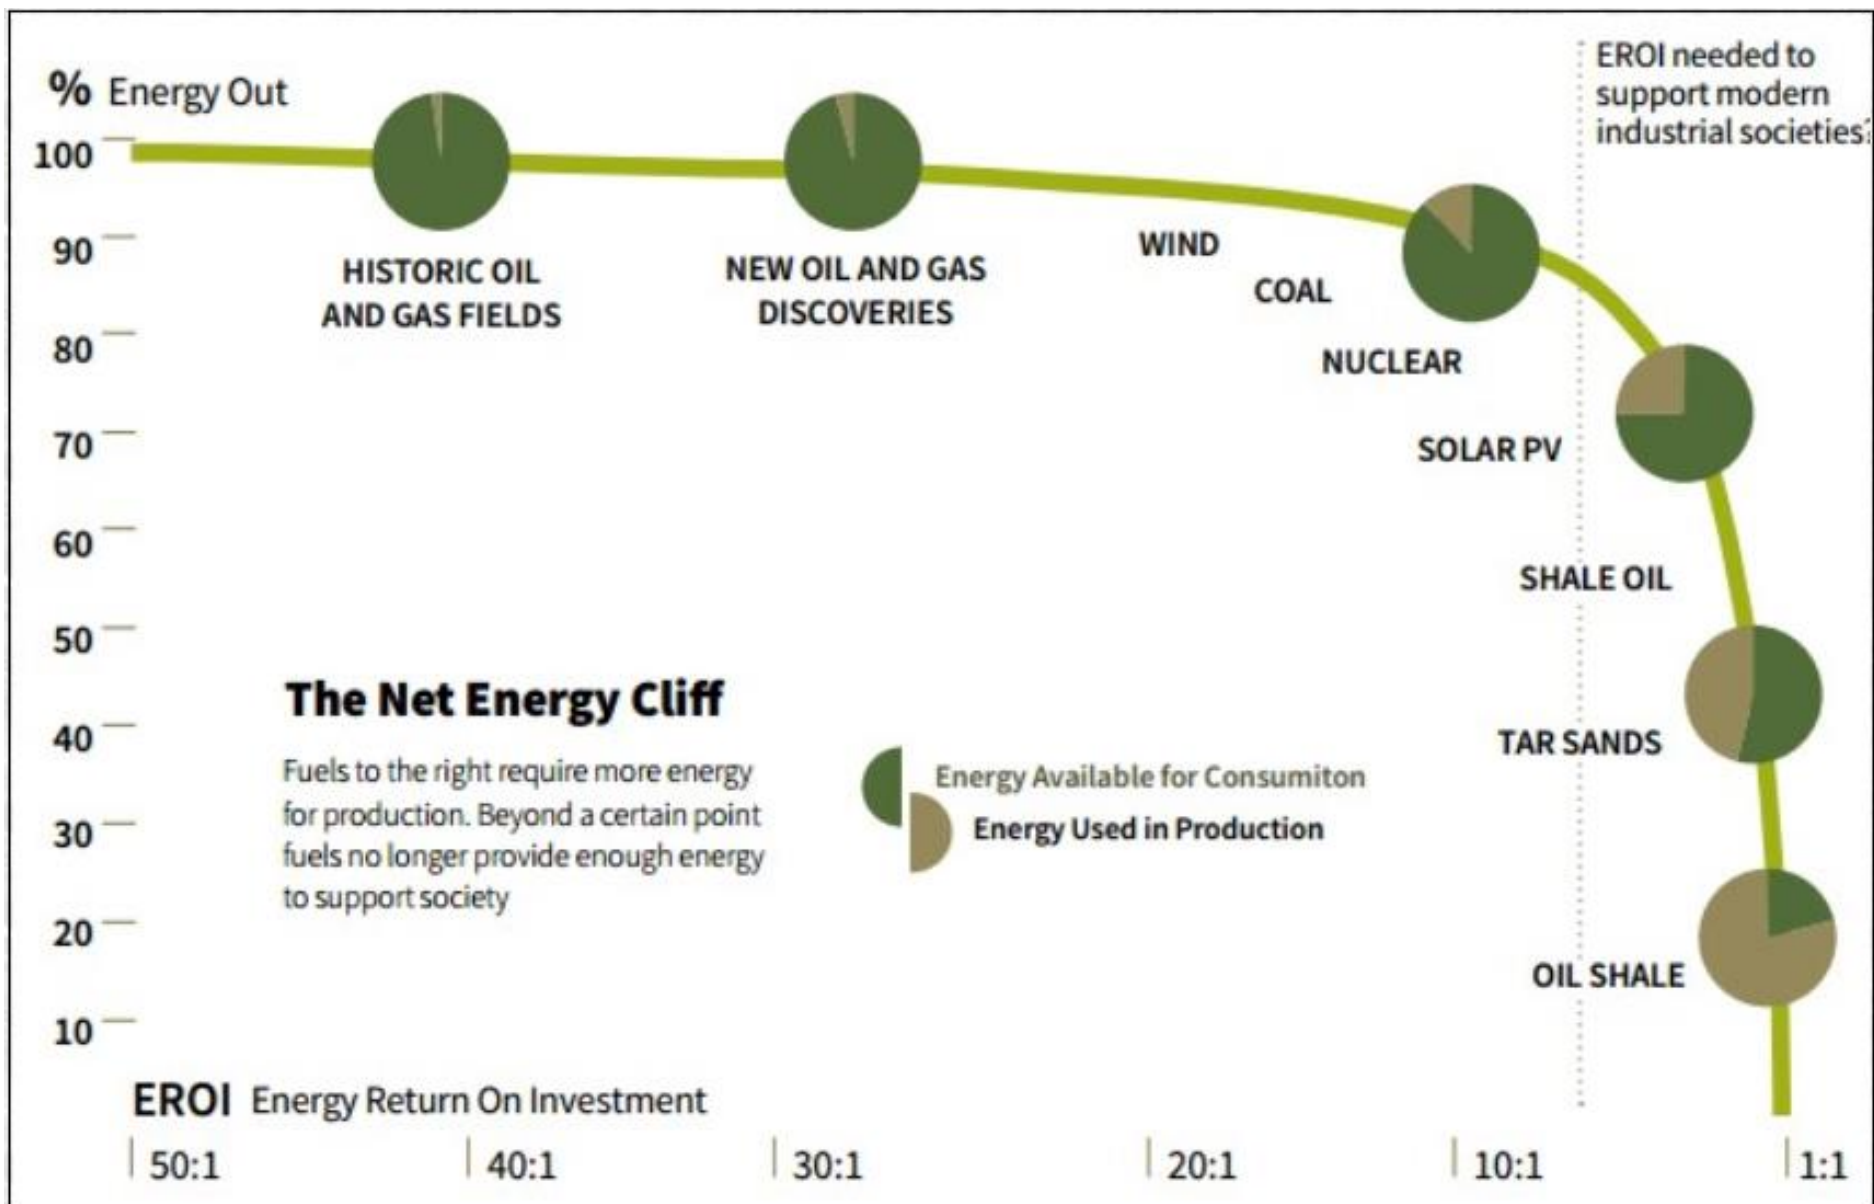 % Energy Out
EROI needed to
support modern
industrial societies?
100
90
80
70
60
50
40
30
20
10
HISTORIC OIL
AND GAS FIELDS
NEW OIL AND GAS
DISCOVERIES
WIND
COAL
NUCLEAR
SOLAR PV
SHALE OIL
TAR SANDS
OIL SHALE
The Net Energy Cliff
Fuels to the right require more energy
for production. Beyond a certain point
fuels no longer provide enough energy
to support society
Energy Available for Consumiton
Energy Used in Production
EROI Energy Return On Investment
50:1 40:1 30:1 20:1 10:1 1:1